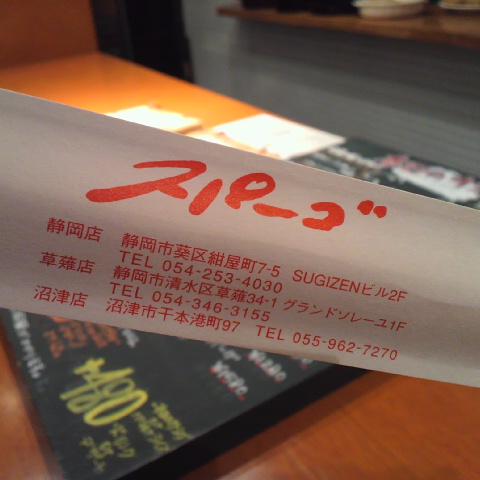 スパーゴ
静岡店 静岡市葵区紺屋町7-5 SUGIZENビル2F
TEL 054-253-4030
草薙店 静岡市清水区草薙34-1 グランドソレーユ1F
TEL 054-346-3155
沼津店 沼津市千本港町97 TEL 055-962-7270